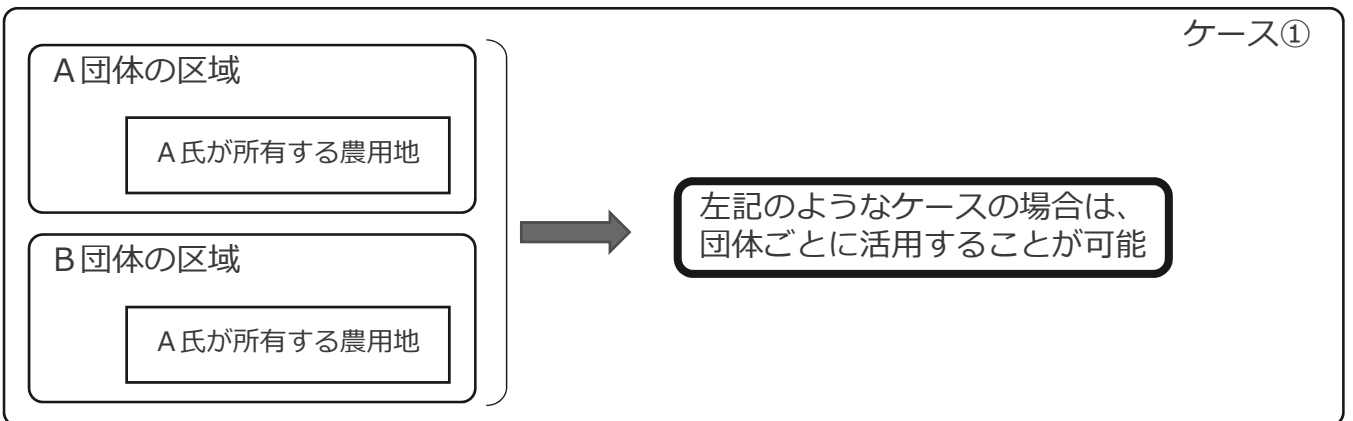 ケース①
A団体の区域
A氏が所有する農用地
B団体の区域
A氏が所有する農用地
左記のようなケースの場合は、
団体ごとに活用することが可能